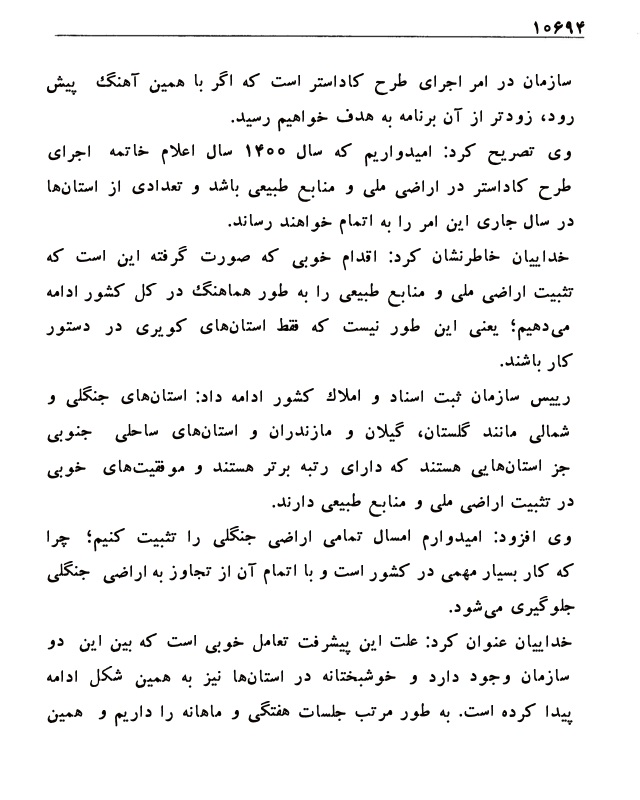 ۱۰۶۹۴
سازمان در امر اجرای طرح کاداستر است که اگر با همین آهنگ پیش
رود، زودتر از آن برنامه به هدف خواهیم رسید.
وی تصریح کرد: امیدواریم که سال ۱۴۰۰ سال اعلام خاتمه اجرای
طرح کاداستر در اراضی ملی و منابع طبیعی باشد و تعدادی از استان‌ها
در سال جاری این امر را به اتمام خواهند رساند.
خداییان خاطرنشان کرد: اقدام خوبی که صورت گرفته این است که
تثبیت اراضی ملی و منابع طبیعی را به طور هماهنگ در کل کشور ادامه
می‌دهیم؛ یعنی این طور نیست که فقط استان‌های کویری در دستور
کار باشند.
رییس سازمان ثبت اسناد و املاک کشور ادامه داد: استان‌های جنگلی و
شمالی مانند گلستان، گیلان و مازندران و استان‌های ساحلی جنوبی
جز استان‌هایی هستند که دارای رتبه برتر هستند و موفقیت‌های خوبی
در تثبیت اراضی ملی و منابع طبیعی دارند.
وی افزود: امیدوارم امسال تمامی اراضی جنگلی را تثبیت کنیم؛ چرا
که کار بسیار مهمی در کشور است و با اتمام آن از تجاوز به اراضی جنگلی
جلوگیری می‌شود.
خداییان عنوان کرد: علت این پیشرفت تعامل خوبی است که بین این دو
سازمان وجود دارد و خوشبختانه در استان‌ها نیز به همین شکل ادامه
پیدا کرده است. به طور مرتب جلسات هفتگی و ماهانه را داریم و همین